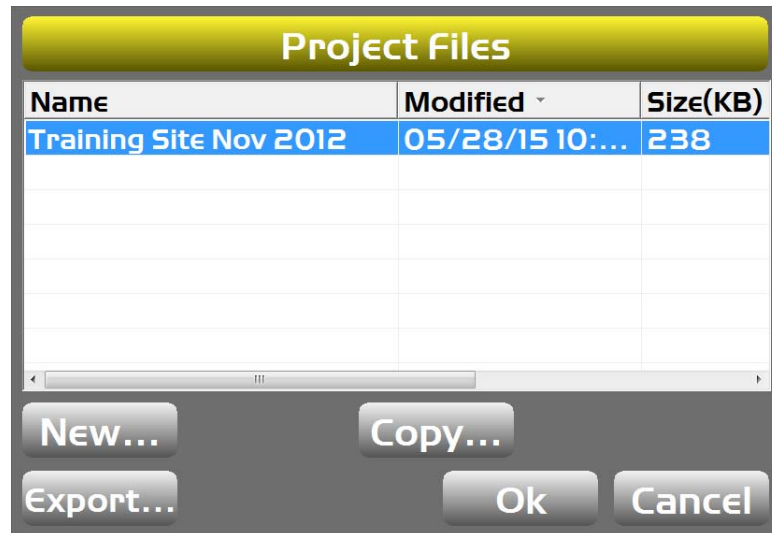 Project Files
Name Modified Size(KB)
Training Site Nov 2012 05/28/15 10:... 238
New... Copy...
Export... Ok Cancel